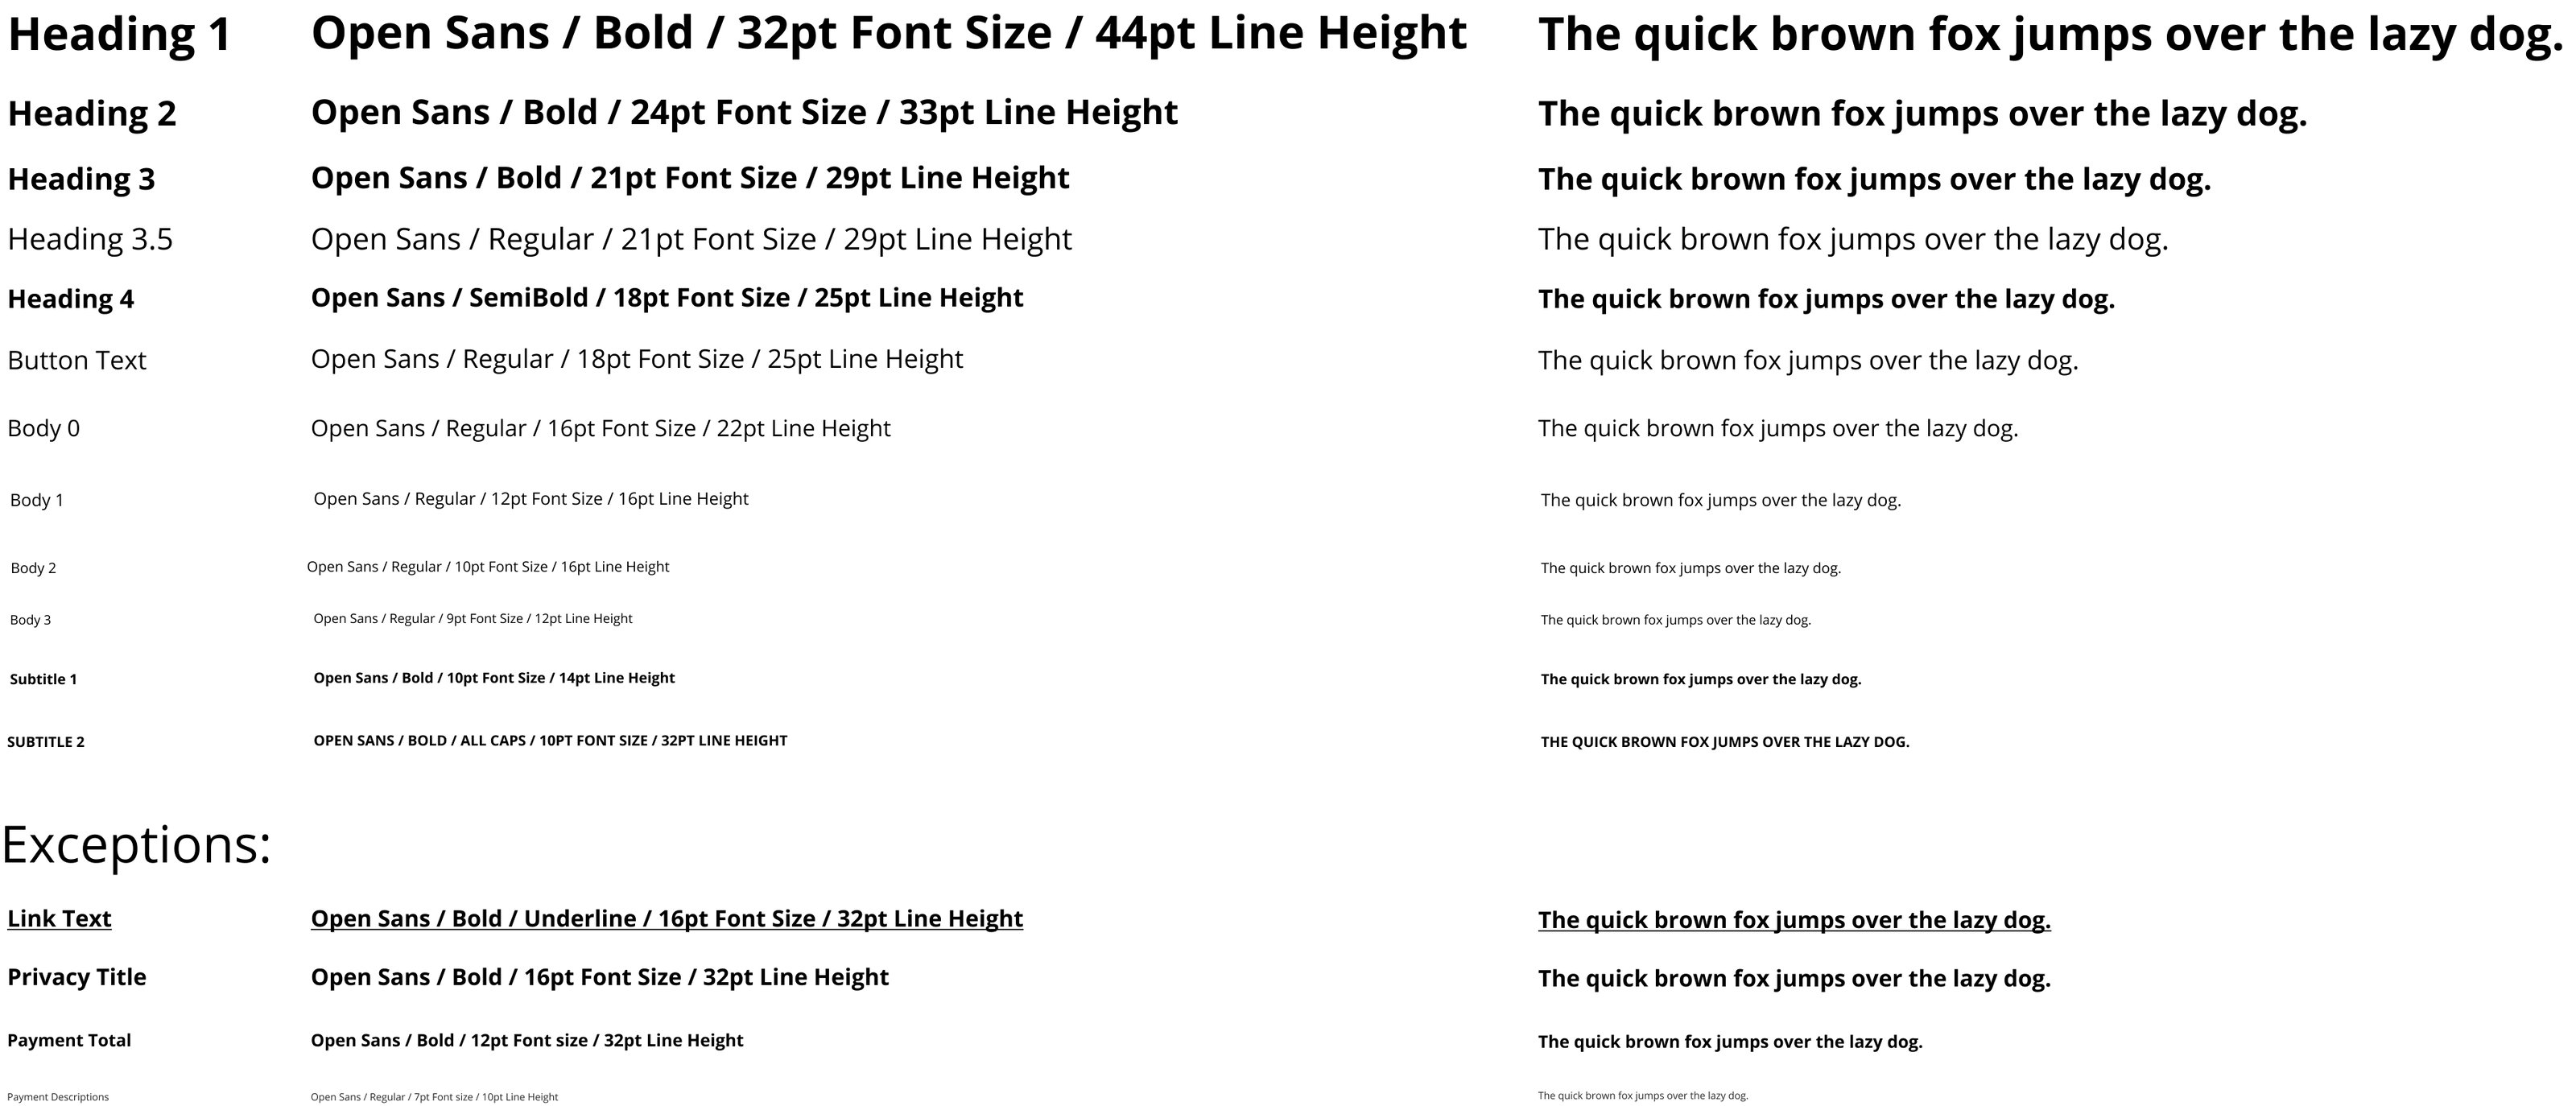 Heading 1 Open Sans / Bold / 32pt Font Size / 44pt Line Height The quick brown fox jumps over the lazy dog.
Heading 2 Open Sans / Bold / 24pt Font Size / 33pt Line Height The quick brown fox jumps over the lazy dog.
Heading 3 Open Sans / Bold / 21pt Font Size / 29pt Line Height The quick brown fox jumps over the lazy dog.
Heading 3.5 Open Sans / Regular / 21pt Font Size / 29pt Line Height The quick brown fox jumps over the lazy dog.
Heading 4 Open Sans / SemiBold / 18pt Font Size / 25pt Line Height The quick brown fox jumps over the lazy dog.
Button Text Open Sans / Regular / 18pt Font Size / 25pt Line Height The quick brown fox jumps over the lazy dog.
Body 0 Open Sans / Regular / 16pt Font Size / 22pt Line Height The quick brown fox jumps over the lazy dog.
Body 1 Open Sans / Regular / 12pt Font Size / 16pt Line Height The quick brown fox jumps over the lazy dog.
Body 2 Open Sans / Regular / 10pt Font Size / 16pt Line Height The quick brown fox jumps over the lazy dog.
Body 3 Open Sans / Regular / 9pt Font Size / 12pt Line Height The quick brown fox jumps over the lazy dog.
Subtitle 1 Open Sans / Bold / 10pt Font Size / 14pt Line Height The quick brown fox jumps over the lazy dog.
SUBTITLE 2 OPEN SANS / BOLD / ALL CAPS / 10PT FONT SIZE / 32PT LINE HEIGHT THE QUICK BROWN FOX JUMPS OVER THE LAZY DOG.
Exceptions:
Link Text Open Sans / Bold / Underline / 16pt Font Size / 32pt Line Height The quick brown fox jumps over the lazy dog.
Privacy Title Open Sans / Bold / 16pt Font Size / 32pt Line Height The quick brown fox jumps over the lazy dog.
Payment Total Open Sans / Bold / 12pt Font size / 32pt Line Height The quick brown fox jumps over the lazy dog.
Payment Descriptions Open Sans / Regular / 7pt Font size / 10pt Line Height The quick brown fox jumps over the lazy dog.